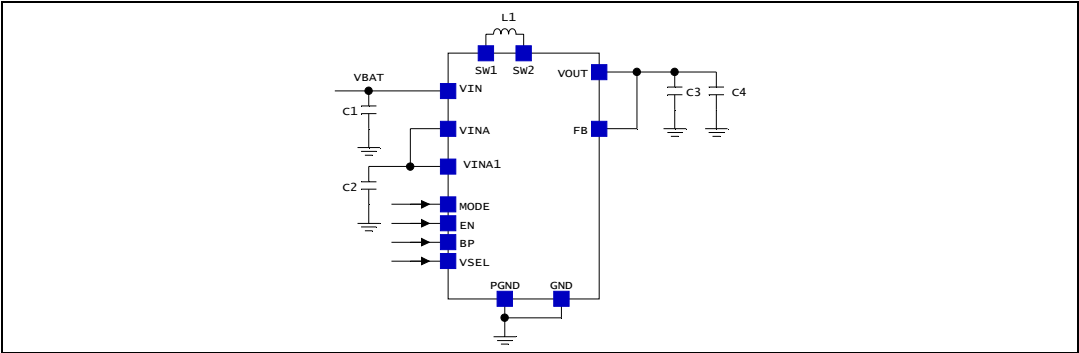 L1
SW1 SW2
VBAT
VOUT
VIN
C1
C3 C4
VINA
FB
VINA1
C2
MODE
EN
BP
VSEL
PGND GND